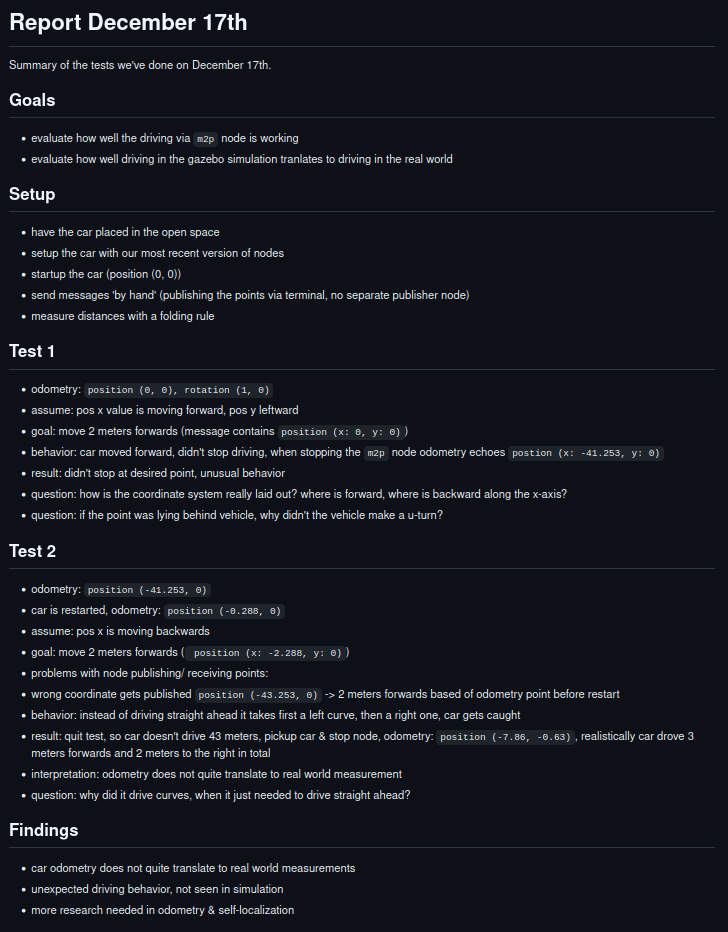 Report December 17th
Summary of the tests we've done on December 17th.
Goals
• evaluate how well the driving via m2p node is working
• evaluate how well driving in the gazebo simulation tranlates to driving in the real world
Setup
• have the car placed in the open space
• setup the car with our most recent version of nodes
• startup the car (position (0, 0))
• send messages 'by hand' (publishing the points via terminal, no separate publisher node)
• measure distances with a folding rule
Test 1
• odometry: position (0, 0), rotation (1, 0)
• assume: pos x value is moving forward, pos y leftward
• goal: move 2 meters forwards (message contains position (x: 0, y: 0) )
• behavior: car moved forward, didn't stop driving, when stopping the m2p node odometry echoes postion (x: -41.253, y: 0)
• result: didn't stop at desired point, unusual behavior
• question: how is the coordinate system really laid out? where is forward, where is backward along the x-axis?
• question: if the point was lying behind vehicle, why didn't the vehicle make a u-turn?
Test 2
• odometry: position (-41.253, 0)
• car is restarted, odometry: position (-0.288, 0)
• assume: pos x is moving backwards
• goal: move 2 meters forwards ( position (x: -2.288, y: 0) )
• problems with node publishing/ receiving points:
• wrong coordinate gets published position (-43.253, 0) -> 2 meters forwards based of odometry point before restart
• behavior: instead of driving straight ahead it takes first a left curve, then a right one, car gets caught
• result: quit test, so car doesn't drive 43 meters, pickup car & stop node, odometry: position (-7.86, -0.63) , realistically car drove 3
meters forwards and 2 meters to the right in total
• interpretation: odometry does not quite translate to real world measurement
• question: why did it drive curves, when it just needed to drive straight ahead?
Findings
• car odometry does not quite translate to real world measurements
• unexpected driving behavior, not seen in simulation
• more research needed in odometry & self-localization